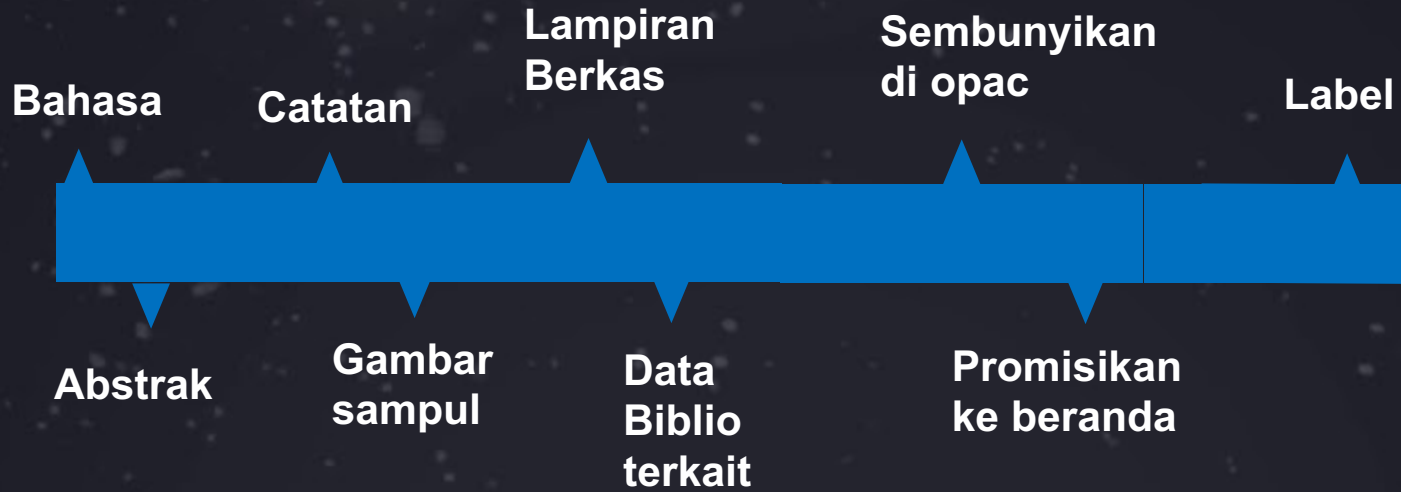 Bahasa
Catatan
Lampiran
Berkas
Sembunyikan
di opac
Label
Abstrak
Gambar
sampul
Data
Biblio
terkait
Promisikan
ke beranda